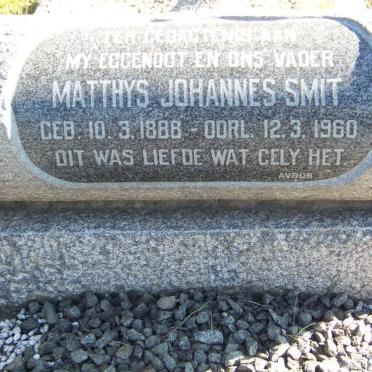 TER GEDACTENIS AAN
MY EGGENOOT EN ONS VADER
MATTHYS JOHANNES SMIT
GEB. 10.3.1888 - OORL. 12.3.1960
DIT WAS LIEFDE WAT GELY HET.
AVBOB